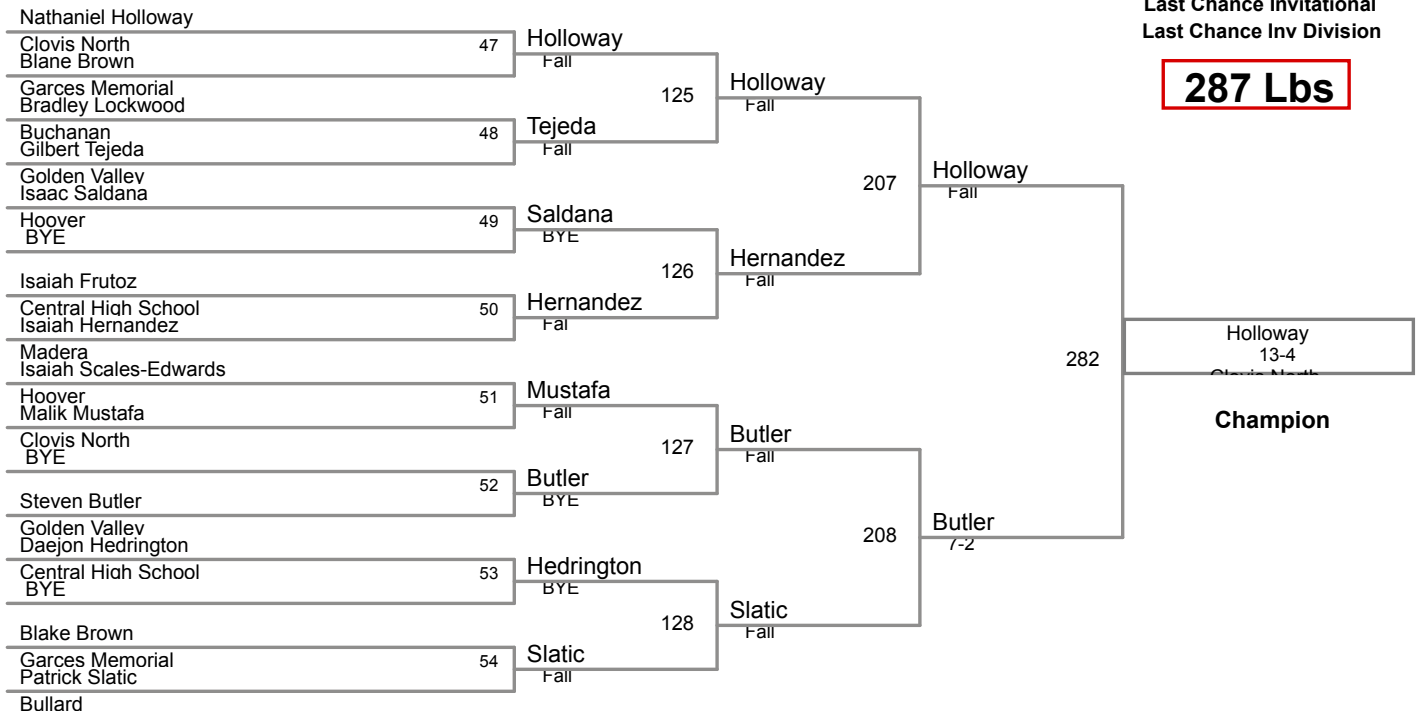 Last Chance Invitational
Last Chance Inv Division
287 Lbs
Nathaniel Holloway
Clovis North
Blane Brown
47
Garces Memorial
Bradley Lockwood
Buchanan
Gilbert Tejeda
48
Golden Valley
Isaac Saldana
Hoover
BYE
49
Isaiah Frutoz
Central High School
Isaiah Hernandez
50
Madera
Isaiah Scales-Edwards
Hoover
Malik Mustafa
51
Clovis North
BYE
52
Steven Butler
Golden Valley
Daejon Hedrington
Central High School
BYE
53
Blake Brown
Garces Memorial
Patrick Slatic
54
Bullard
Holloway
Fall
125
Tejeda
Fall
Saldana
BYE
126
Hernandez
Fal
Mustafa
Fall
127
Butler
BYE
Hedrington
BYE
128
Slatic
Fall
Holloway
Fall
207
Hernandez
Fall
Butler
Fall
208
Slatic
Fall
Holloway
Fall
282
Butler
7-2
Holloway
13-4
Clovis North
Champion